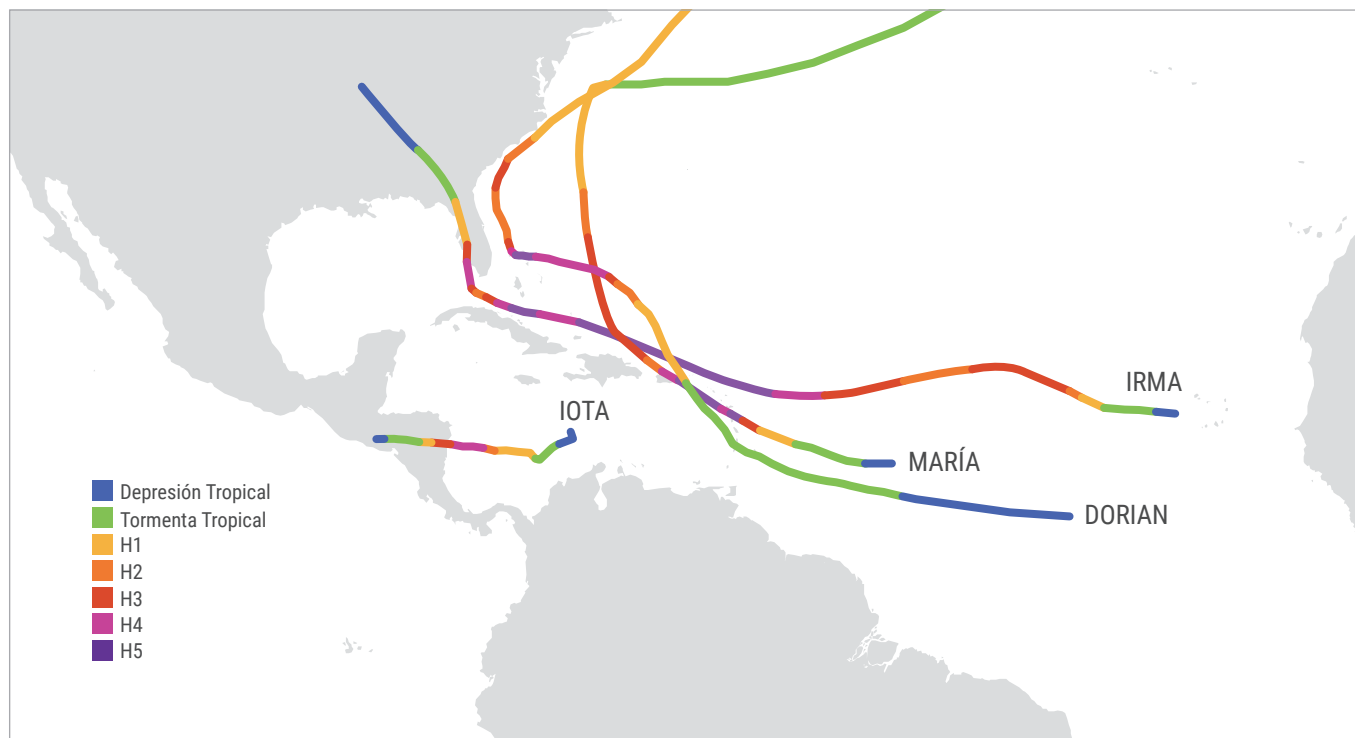 IRMA
IOTA
MARÍA
DORIAN
Depresión Tropical
Tormenta Tropical
H1
H2
H3
H4
H5